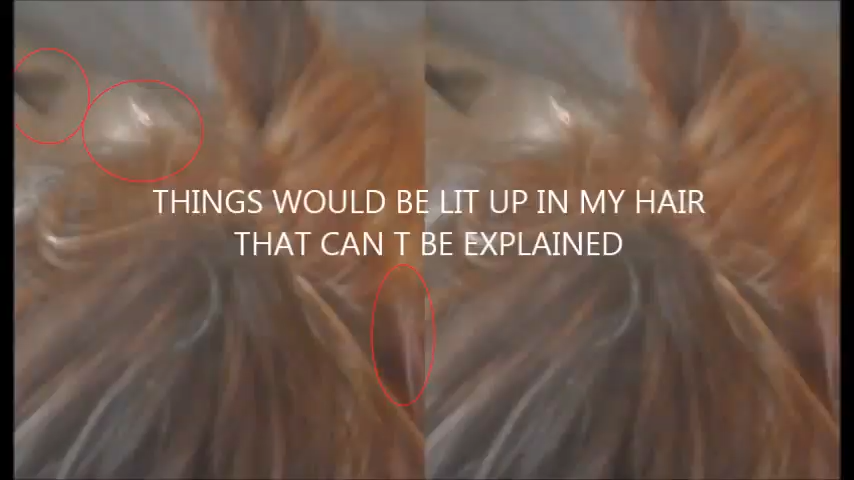 THINGS WOULD BE LIT UP IN MY HAIR
THAT CAN T BE EXPLAINED